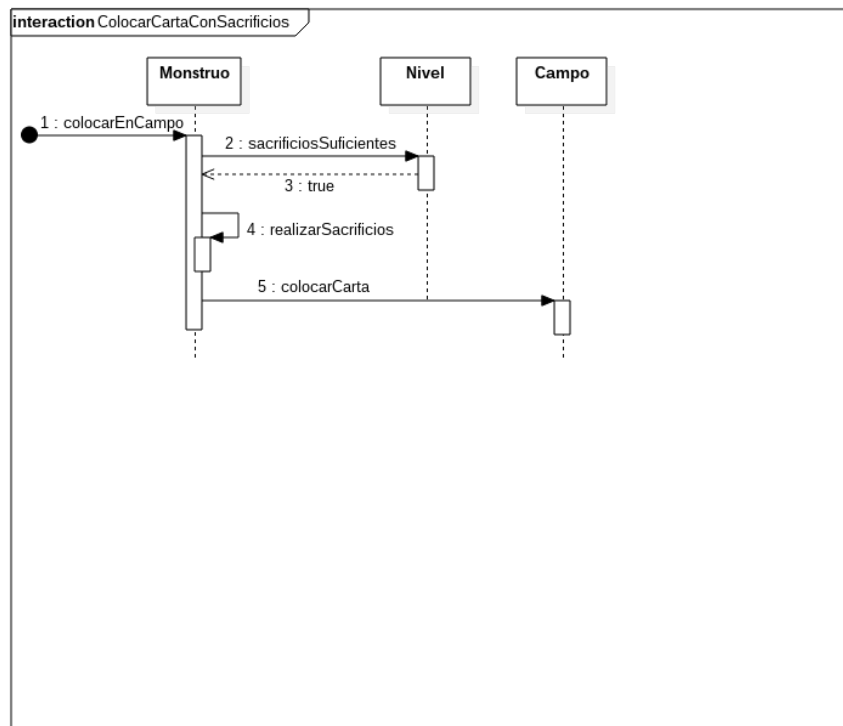 interaction ColocarCartaConSacrificios
Monstruo Nivel Campo
1 : colocarEnCampo
2 : sacrificiosSuficientes
3 : true
4 : realizarSacrificios
5 : colocarCarta